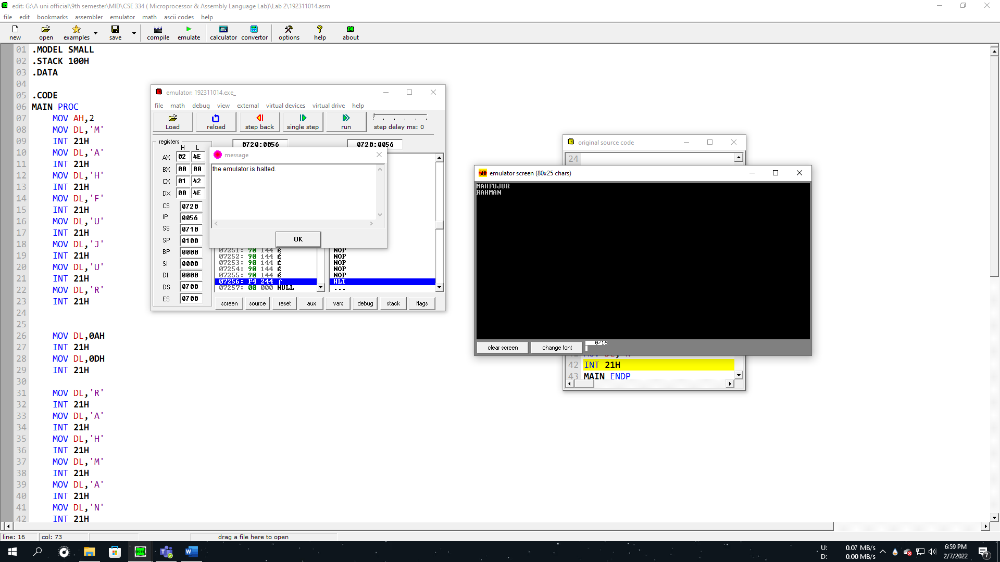 edit: G:\A uni official\9th semester\MID\CSE 334 ( Microprocessor & Assembly Language Lab)\Lab 2\192311014.asm
file edit bookmarks assembler emulator math ascii codes help
new open examples save compile emulate calculator convertor options help about
01 .MODEL SMALL
02 .STACK 100H
03 .DATA
04
05 .CODE
06 MAIN PROC
07 MOV AH,2
08 MOV DL,'M'
09 INT 21H
10 MOV DL,'A'
11 INT 21H
12 MOV DL,'H'
13 INT 21H
14 MOV DL,'F'
15 INT 21H
16 MOV DL,'U'
17 INT 21H
18 MOV DL,'J'
19 INT 21H
20 MOV DL,'U'
21 INT 21H
22 MOV DL,'R'
23 INT 21H
24
25
26 MOV DL,0AH
27 INT 21H
28 MOV DL,0DH
29 INT 21H
30
31 MOV DL,'R'
32 INT 21H
33 MOV DL,'A'
34 INT 21H
35 MOV DL,'H'
36 INT 21H
37 MOV DL,'M'
38 INT 21H
39 MOV DL,'A'
40 INT 21H
41 MOV DL,'N'
42 INT 21H
emulator: 192311014.exe_
file math debug view external virtual devices virtual drive help
Load reload step back single step run step delay ms: 0
registers 0720:0056 0720:0056
H L
AX 02 4E
BX 00 00
CX 01 42
DX 00 4E
CS 0720
IP 0056
SS 0710
SP 0100
BP 0000
SI 0000
DI 0000
DS 0700
ES 0700
message
the emulator is halted.
OK
07251: 90 144 É NOP
07252: 90 144 É NOP
07253: 90 144 É NOP
07254: 90 144 É NOP
07255: 90 144 É NOP
07256: F4 244 ⌠ HLT
07257: 00 000 NULL ...
screen source reset aux vars debug stack flags
original source code
24
emulator screen (80x25 chars)
MAHFUJUR
RAHMAN
clear screen change font 0/16
42 INT 21H
43 MAIN ENDP
line: 16 col: 73 drag a file here to open
U: 0.07 MB/s
D: 0.00 MB/s
6:59 PM
2/7/2022
7